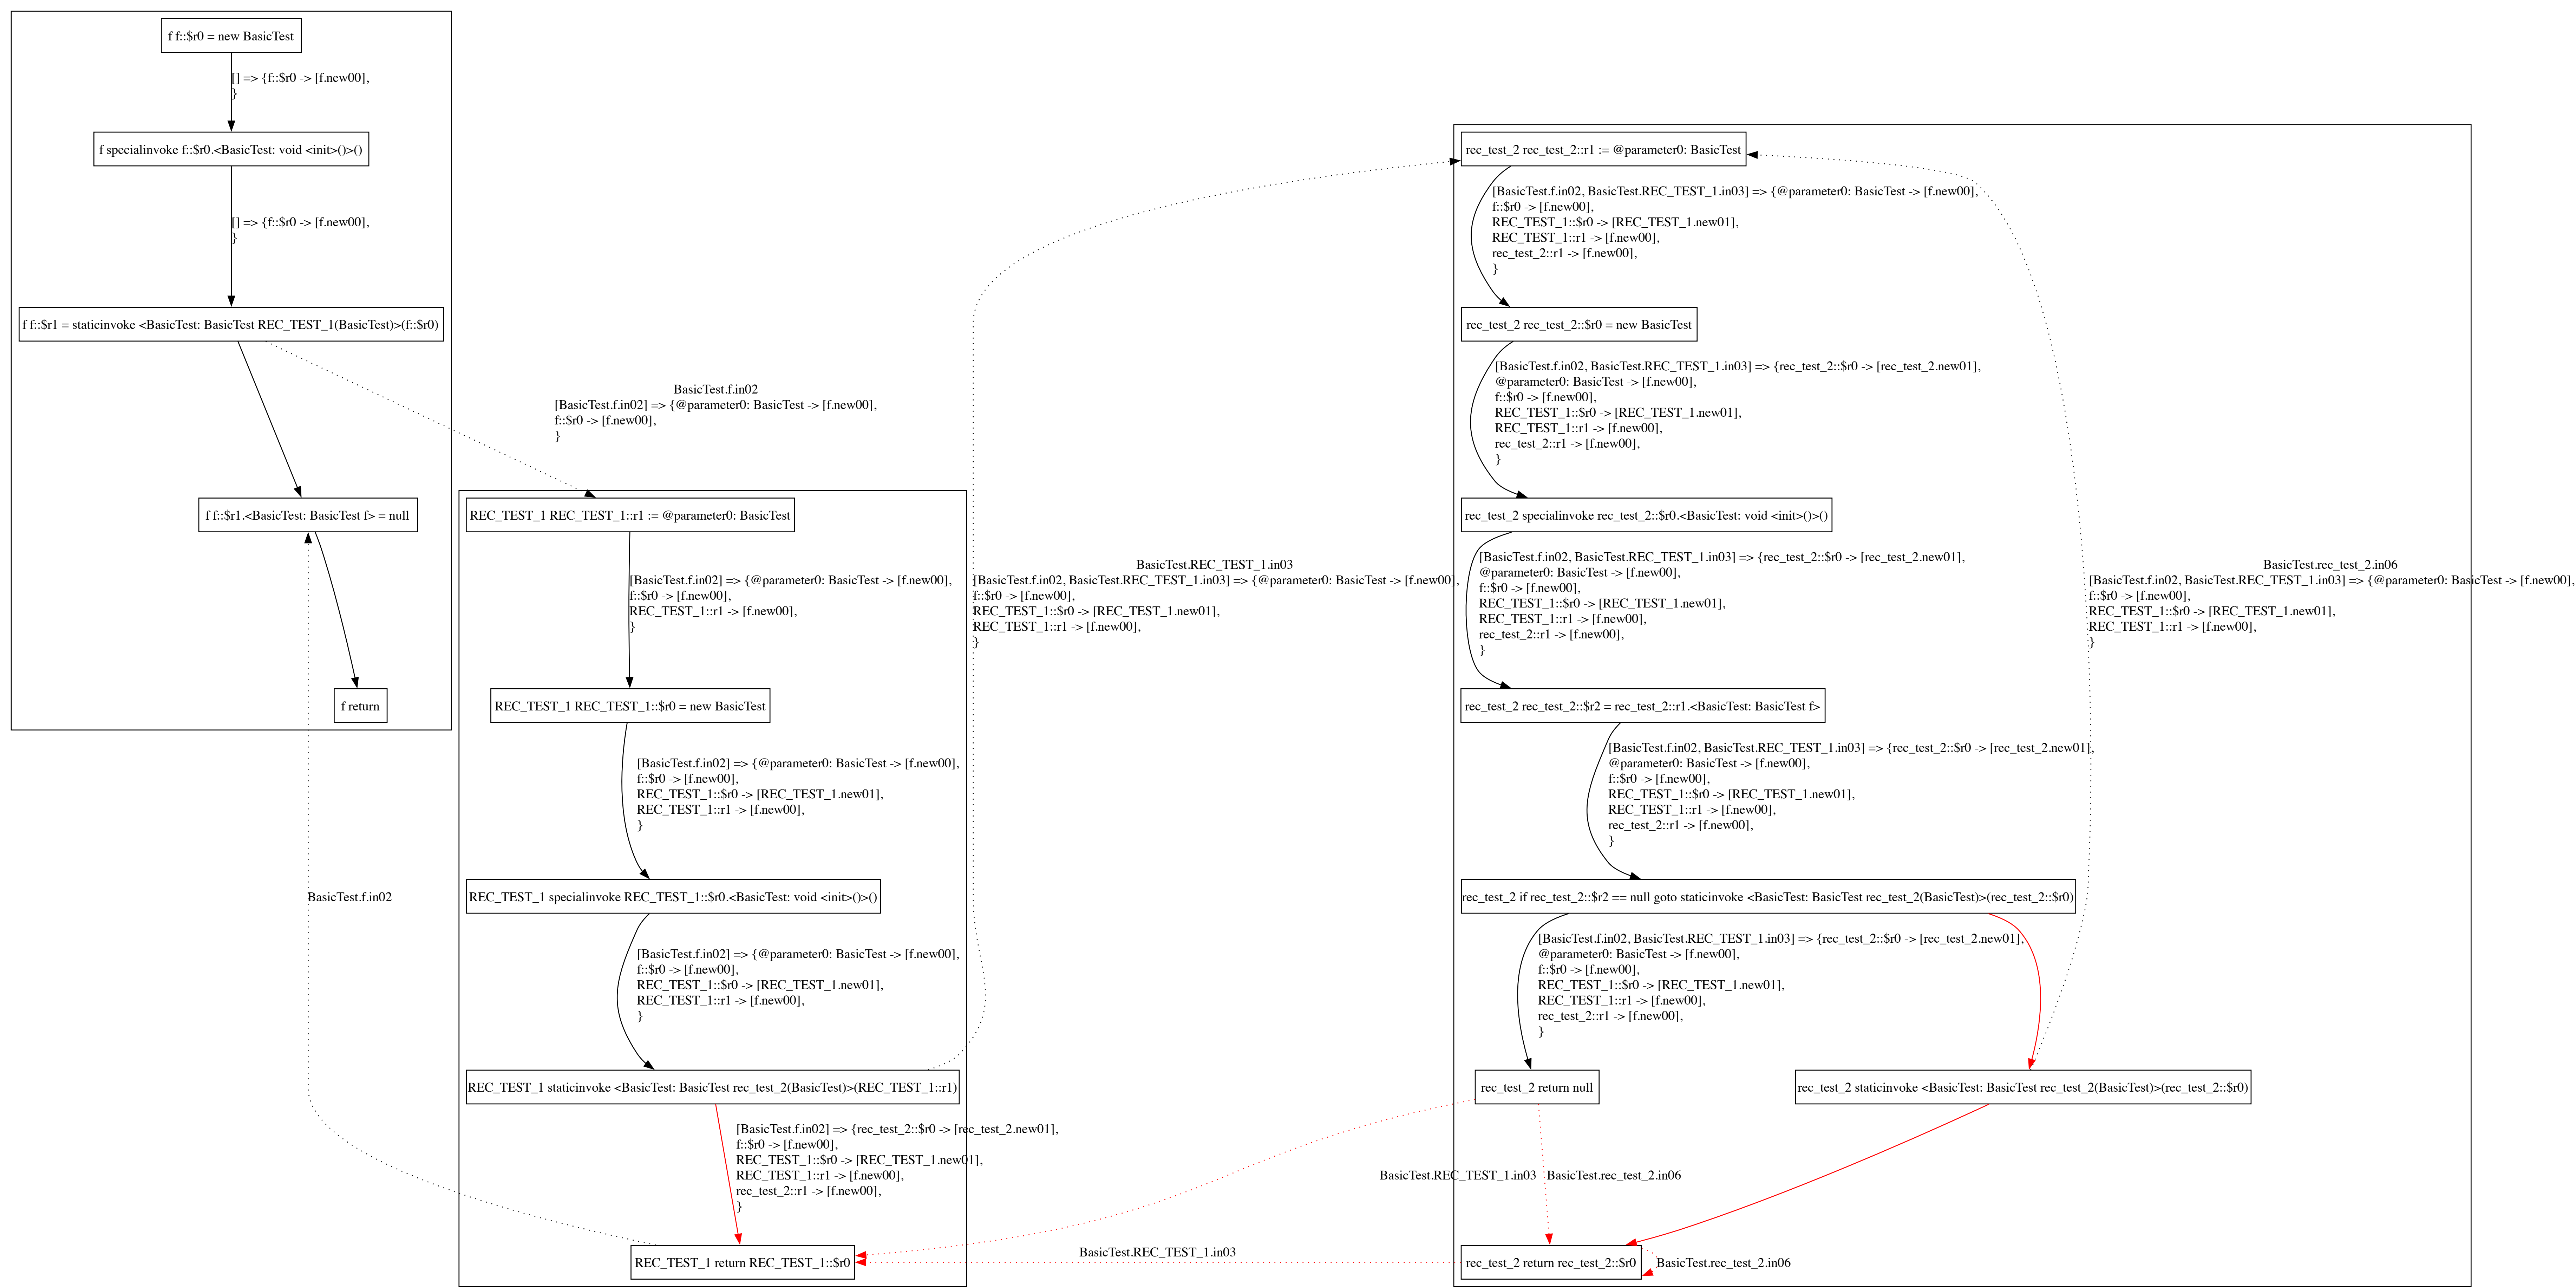 f f::$r0 = new BasicTest
[] => {f::$r0 -> [f.new00],
}
f specialinvoke f::$r0.<BasicTest: void <init>()>()
[] => {f::$r0 -> [f.new00],
}
f f::$r1 = staticinvoke <BasicTest: BasicTest REC_TEST_1(BasicTest)>(f::$r0)
BasicTest.f.in02
[BasicTest.f.in02] => {@parameter0: BasicTest -> [f.new00],
f::$r0 -> [f.new00],
}
f f::$r1.<BasicTest: BasicTest f> = null
f return
BasicTest.f.in02
REC_TEST_1 REC_TEST_1::r1 := @parameter0: BasicTest
[BasicTest.f.in02] => {@parameter0: BasicTest -> [f.new00],
f::$r0 -> [f.new00],
REC_TEST_1::r1 -> [f.new00],
}
REC_TEST_1 REC_TEST_1::$r0 = new BasicTest
[BasicTest.f.in02] => {@parameter0: BasicTest -> [f.new00],
f::$r0 -> [f.new00],
REC_TEST_1::$r0 -> [REC_TEST_1.new01],
REC_TEST_1::r1 -> [f.new00],
}
REC_TEST_1 specialinvoke REC_TEST_1::$r0.<BasicTest: void <init>()>()
[BasicTest.f.in02] => {@parameter0: BasicTest -> [f.new00],
f::$r0 -> [f.new00],
REC_TEST_1::$r0 -> [REC_TEST_1.new01],
REC_TEST_1::r1 -> [f.new00],
}
REC_TEST_1 staticinvoke <BasicTest: BasicTest rec_test_2(BasicTest)>(REC_TEST_1::r1)
[BasicTest.f.in02] => {rec_test_2::$r0 -> [rec_test_2.new01],
f::$r0 -> [f.new00],
REC_TEST_1::$r0 -> [REC_TEST_1.new01],
REC_TEST_1::r1 -> [f.new00],
rec_test_2::r1 -> [f.new00],
}
REC_TEST_1 return REC_TEST_1::$r0
BasicTest.REC_TEST_1.in03
[BasicTest.f.in02, BasicTest.REC_TEST_1.in03] => {@parameter0: BasicTest -> [f.new00],
f::$r0 -> [f.new00],
REC_TEST_1::$r0 -> [REC_TEST_1.new01],
REC_TEST_1::r1 -> [f.new00],
}
rec_test_2 rec_test_2::r1 := @parameter0: BasicTest
[BasicTest.f.in02, BasicTest.REC_TEST_1.in03] => {@parameter0: BasicTest -> [f.new00],
f::$r0 -> [f.new00],
REC_TEST_1::$r0 -> [REC_TEST_1.new01],
REC_TEST_1::r1 -> [f.new00],
rec_test_2::r1 -> [f.new00],
}
rec_test_2 rec_test_2::$r0 = new BasicTest
[BasicTest.f.in02, BasicTest.REC_TEST_1.in03] => {rec_test_2::$r0 -> [rec_test_2.new01],
@parameter0: BasicTest -> [f.new00],
f::$r0 -> [f.new00],
REC_TEST_1::$r0 -> [REC_TEST_1.new01],
REC_TEST_1::r1 -> [f.new00],
rec_test_2::r1 -> [f.new00],
}
rec_test_2 specialinvoke rec_test_2::$r0.<BasicTest: void <init>()>()
[BasicTest.f.in02, BasicTest.REC_TEST_1.in03] => {rec_test_2::$r0 -> [rec_test_2.new01],
@parameter0: BasicTest -> [f.new00],
f::$r0 -> [f.new00],
REC_TEST_1::$r0 -> [REC_TEST_1.new01],
REC_TEST_1::r1 -> [f.new00],
rec_test_2::r1 -> [f.new00],
}
rec_test_2 rec_test_2::$r2 = rec_test_2::r1.<BasicTest: BasicTest f>
[BasicTest.f.in02, BasicTest.REC_TEST_1.in03] => {rec_test_2::$r0 -> [rec_test_2.new01],
@parameter0: BasicTest -> [f.new00],
f::$r0 -> [f.new00],
REC_TEST_1::$r0 -> [REC_TEST_1.new01],
REC_TEST_1::r1 -> [f.new00],
rec_test_2::r1 -> [f.new00],
}
rec_test_2 if rec_test_2::$r2 == null goto staticinvoke <BasicTest: BasicTest rec_test_2(BasicTest)>(rec_test_2::$r0)
[BasicTest.f.in02, BasicTest.REC_TEST_1.in03] => {rec_test_2::$r0 -> [rec_test_2.new01],
@parameter0: BasicTest -> [f.new00],
f::$r0 -> [f.new00],
REC_TEST_1::$r0 -> [REC_TEST_1.new01],
REC_TEST_1::r1 -> [f.new00],
rec_test_2::r1 -> [f.new00],
}
rec_test_2 return null
rec_test_2 staticinvoke <BasicTest: BasicTest rec_test_2(BasicTest)>(rec_test_2::$r0)
BasicTest.rec_test_2.in06
[BasicTest.f.in02, BasicTest.REC_TEST_1.in03] => {@parameter0: BasicTest -> [f.new00],
f::$r0 -> [f.new00],
REC_TEST_1::$r0 -> [REC_TEST_1.new01],
REC_TEST_1::r1 -> [f.new00],
}
BasicTest.REC_TEST_1.in03
BasicTest.rec_test_2.in06
BasicTest.REC_TEST_1.in03
rec_test_2 return rec_test_2::$r0
BasicTest.rec_test_2.in06